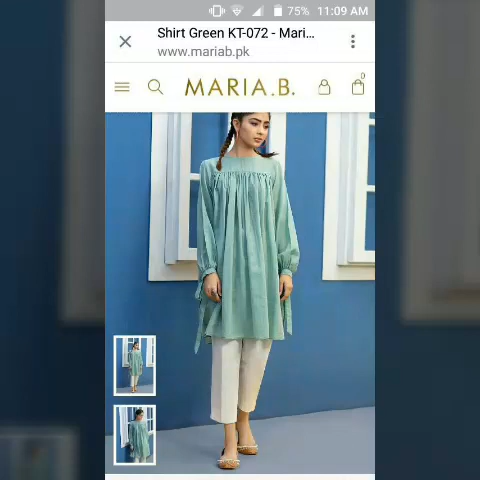 75% 11:09 AM
Shirt Green KT-072 - Mari...
www.mariab.pk
MARIA.B.
0